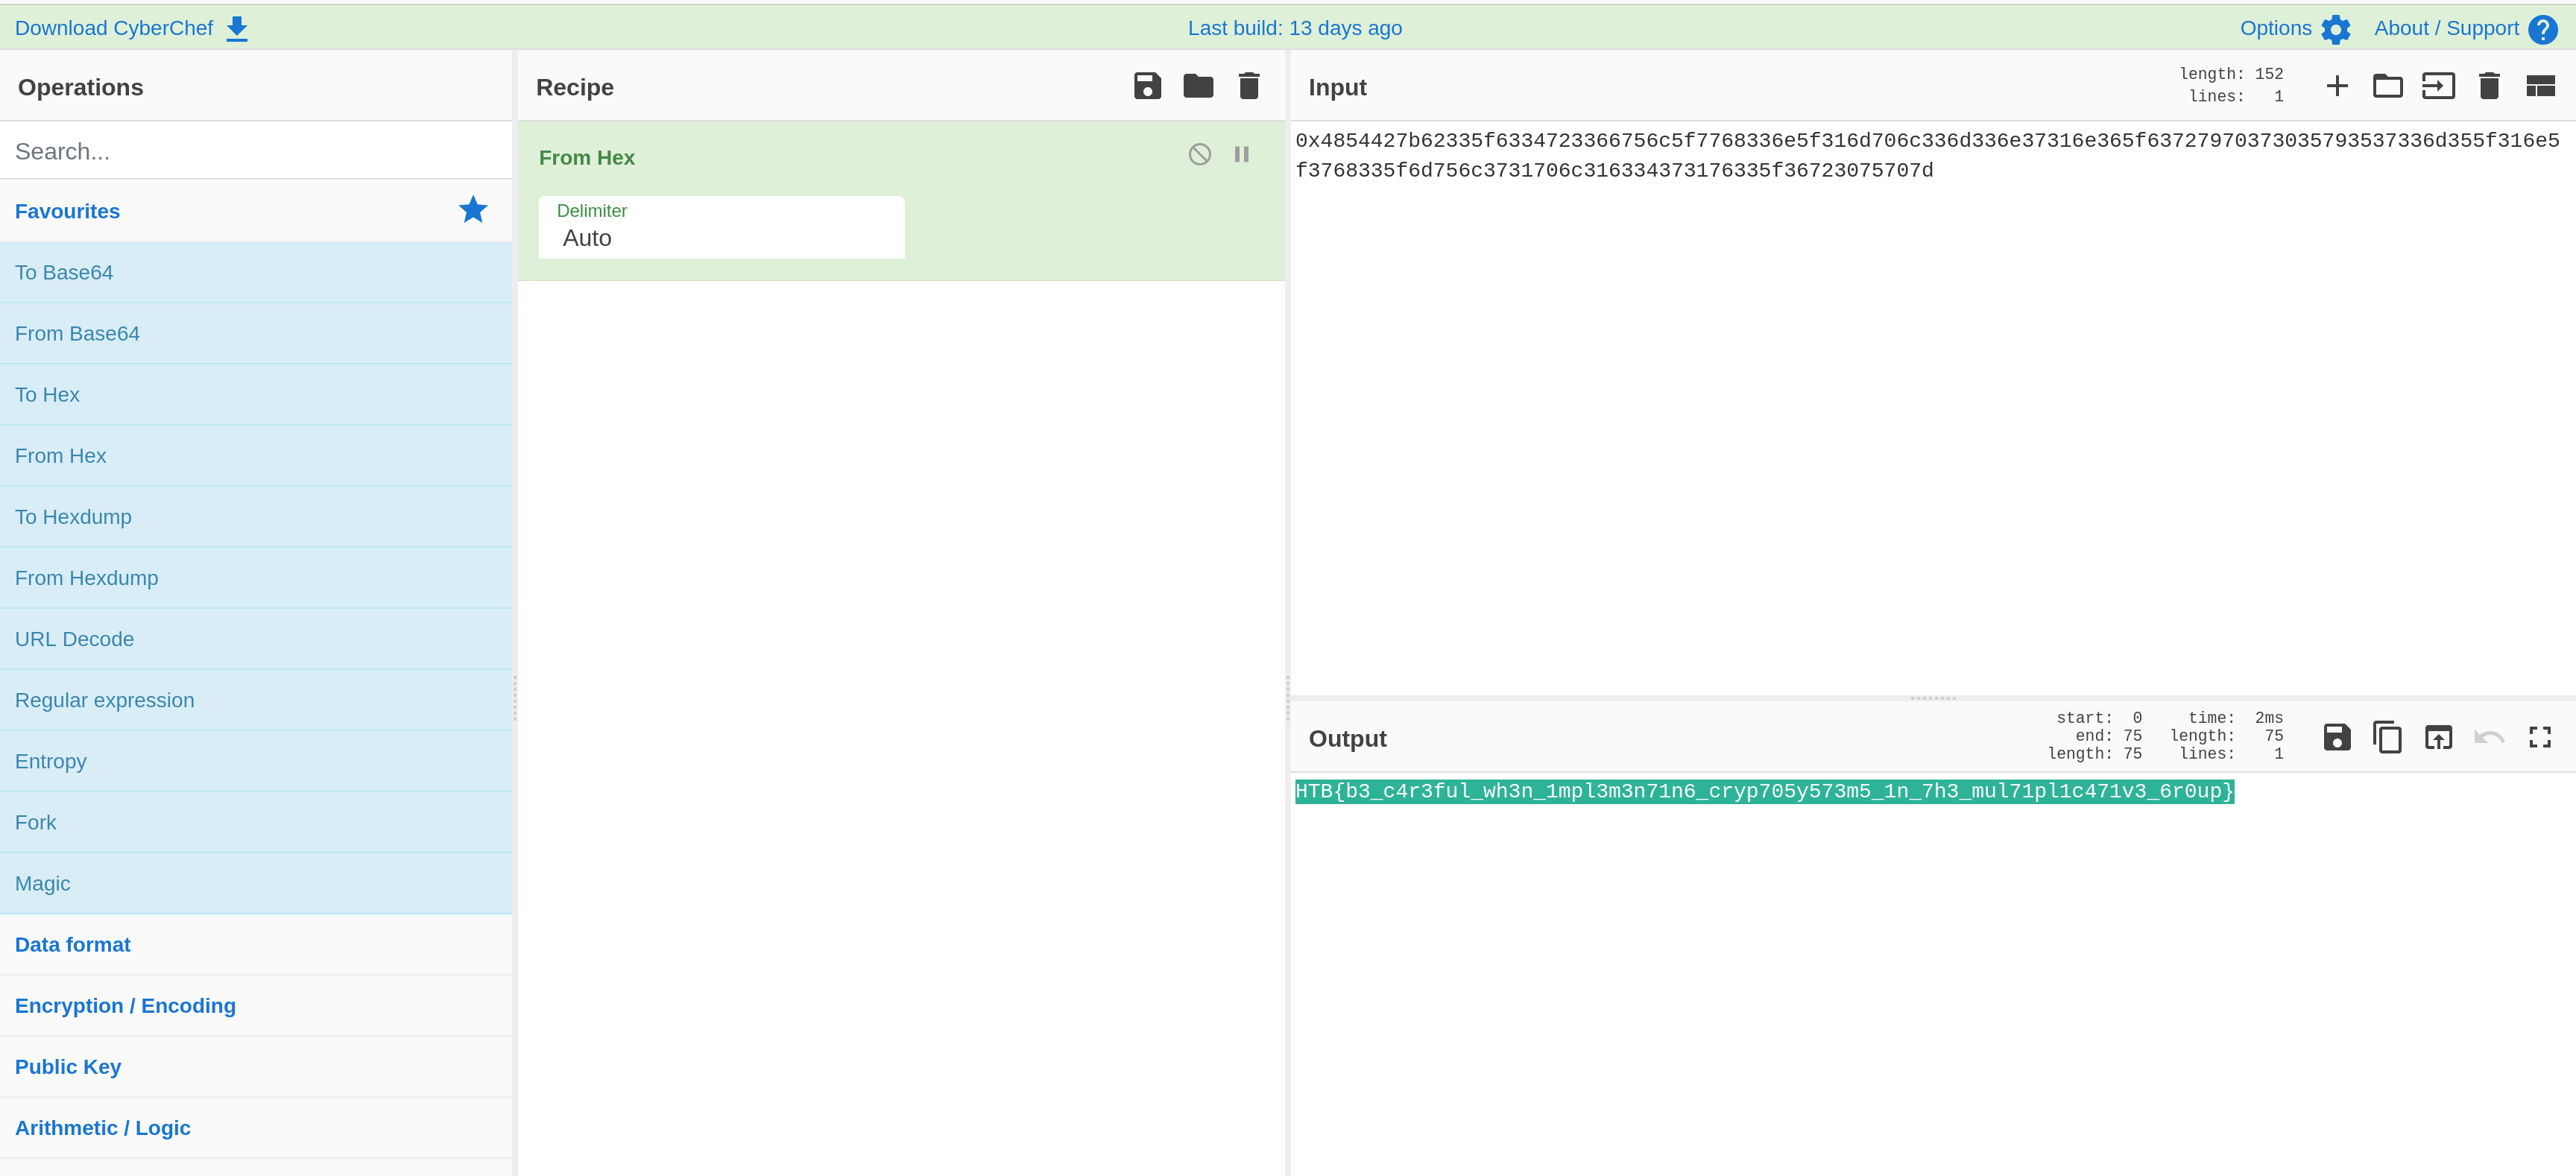 Download CyberChef
Last build: 13 days ago
Options
About / Support
Operations
Search...
Favourites
To Base64
From Base64
To Hex
From Hex
To Hexdump
From Hexdump
URL Decode
Regular expression
Entropy
Fork
Magic
Data format
Encryption / Encoding
Public Key
Arithmetic / Logic
Recipe
From Hex
Delimiter
Auto
Input
length: 152
lines: 1
0x4854427b62335f6334723366756c5f7768336e5f316d706c336d336e37316e365f63727970373035793537336d355f316e5
f3768335f6d756c3731706c316334373176335f36723075707d
Output
start: 0 time: 2ms
end: 75 length: 75
length: 75 lines: 1
HTB{b3_c4r3ful_wh3n_1mpl3m3n71n6_cryp705y573m5_1n_7h3_mul71pl1c471v3_6r0up}